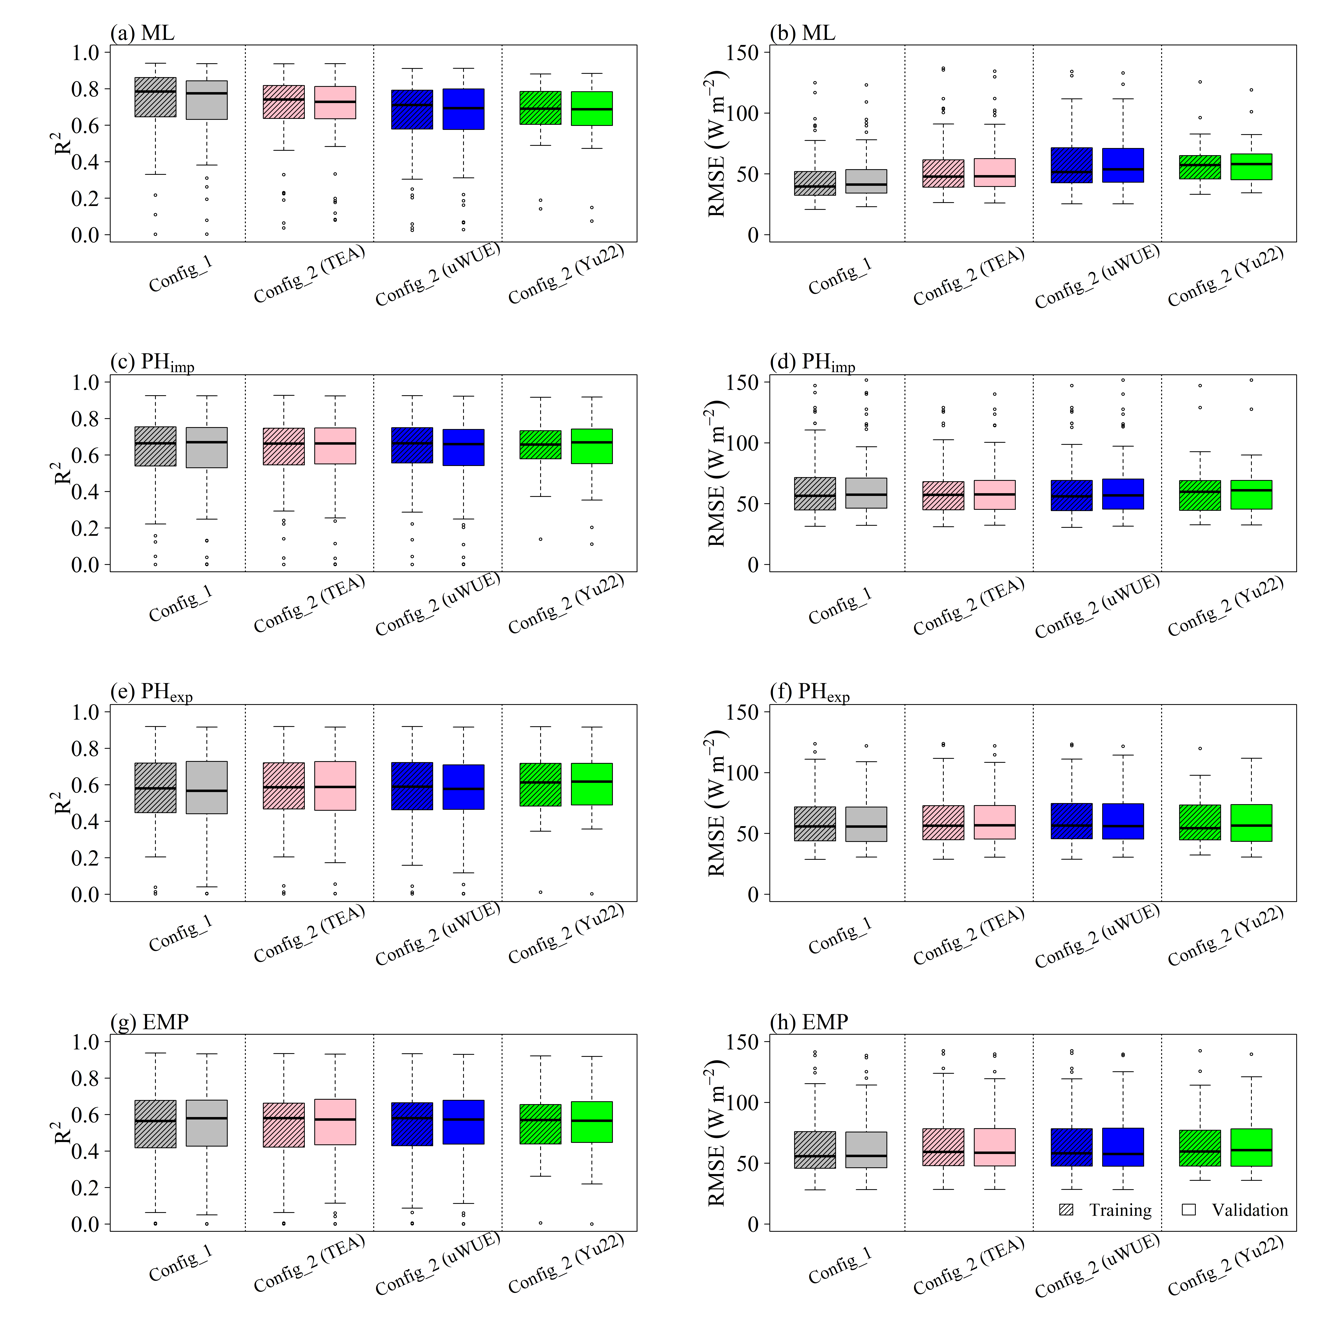 (a) ML
R²
1.0
0.8
0.6
0.4
0.2
0.0
Config_1
Config_2 (TEA)
Config_2 (uWUE)
Config_2 (Yu22)
(b) ML
RMSE (W m⁻²)
150
100
50
0
Config_1
Config_2 (TEA)
Config_2 (uWUE)
Config_2 (Yu22)
(c) PHimp
R²
1.0
0.8
0.6
0.4
0.2
0.0
Config_1
Config_2 (TEA)
Config_2 (uWUE)
Config_2 (Yu22)
(d) PHimp
RMSE (W m⁻²)
150
100
50
0
Config_1
Config_2 (TEA)
Config_2 (uWUE)
Config_2 (Yu22)
(e) PHexp
R²
1.0
0.8
0.6
0.4
0.2
0.0
Config_1
Config_2 (TEA)
Config_2 (uWUE)
Config_2 (Yu22)
(f) PHexp
RMSE (W m⁻²)
150
100
50
0
Config_1
Config_2 (TEA)
Config_2 (uWUE)
Config_2 (Yu22)
(g) EMP
R²
1.0
0.8
0.6
0.4
0.2
0.0
Config_1
Config_2 (TEA)
Config_2 (uWUE)
Config_2 (Yu22)
(h) EMP
RMSE (W m⁻²)
150
100
50
0
Training Validation
Config_1
Config_2 (TEA)
Config_2 (uWUE)
Config_2 (Yu22)